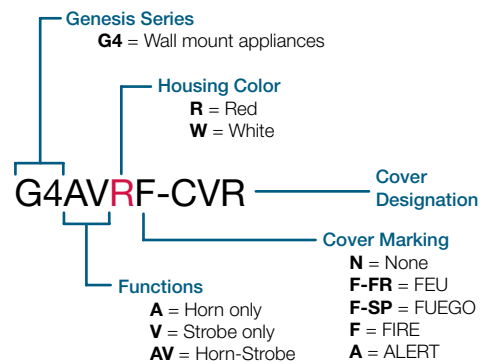 Genesis Series
G4 = Wall mount appliances
Housing Color
R = Red
W = White
G4AVRF-CVR
Cover
Designation
Cover Marking
N = None
F-FR = FEU
F-SP = FUEGO
F = FIRE
A = ALERT
Functions
A = Horn only
V = Strobe only
AV = Horn-Strobe